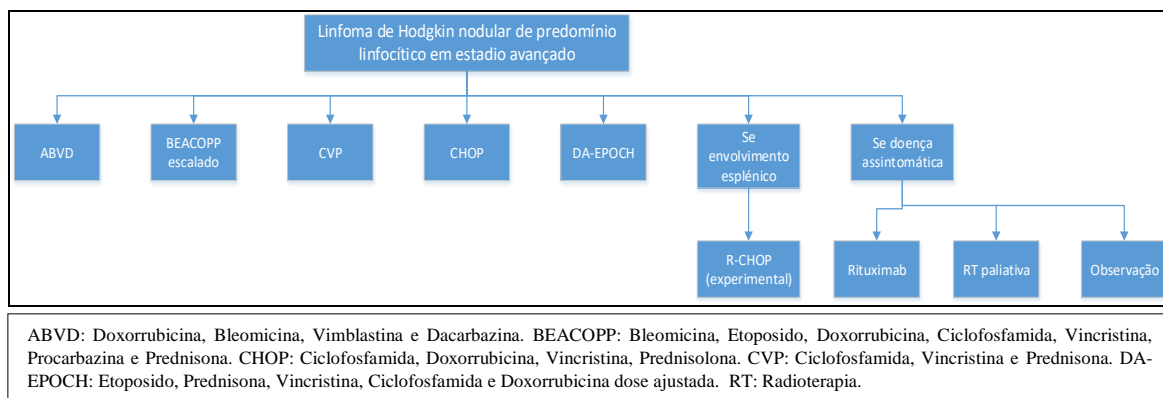 Linfoma de Hodgkin nodular de predomínio
linfocítico em estadio avançado
ABVD
BEACOPP
escalado
CVP
CHOP
DA-EPOCH
Se
envolvimento
esplénico
Se doença
assintomática
R-CHOP
(experimental)
Rituximab
RT paliativa
Observação
ABVD: Doxorrubicina, Bleomicina, Vimblastina e Dacarbazina. BEACOPP: Bleomicina, Etoposido, Doxorrubicina, Ciclofosfamida, Vincristina,
Procarbazina e Prednisona. CHOP: Ciclofosfamida, Doxorrubicina, Vincristina, Prednisolona. CVP: Ciclofosfamida, Vincristina e Prednisona. DA-
EPOCH: Etoposido, Prednisona, Vincristina, Ciclofosfamida e Doxorrubicina dose ajustada. RT: Radioterapia.